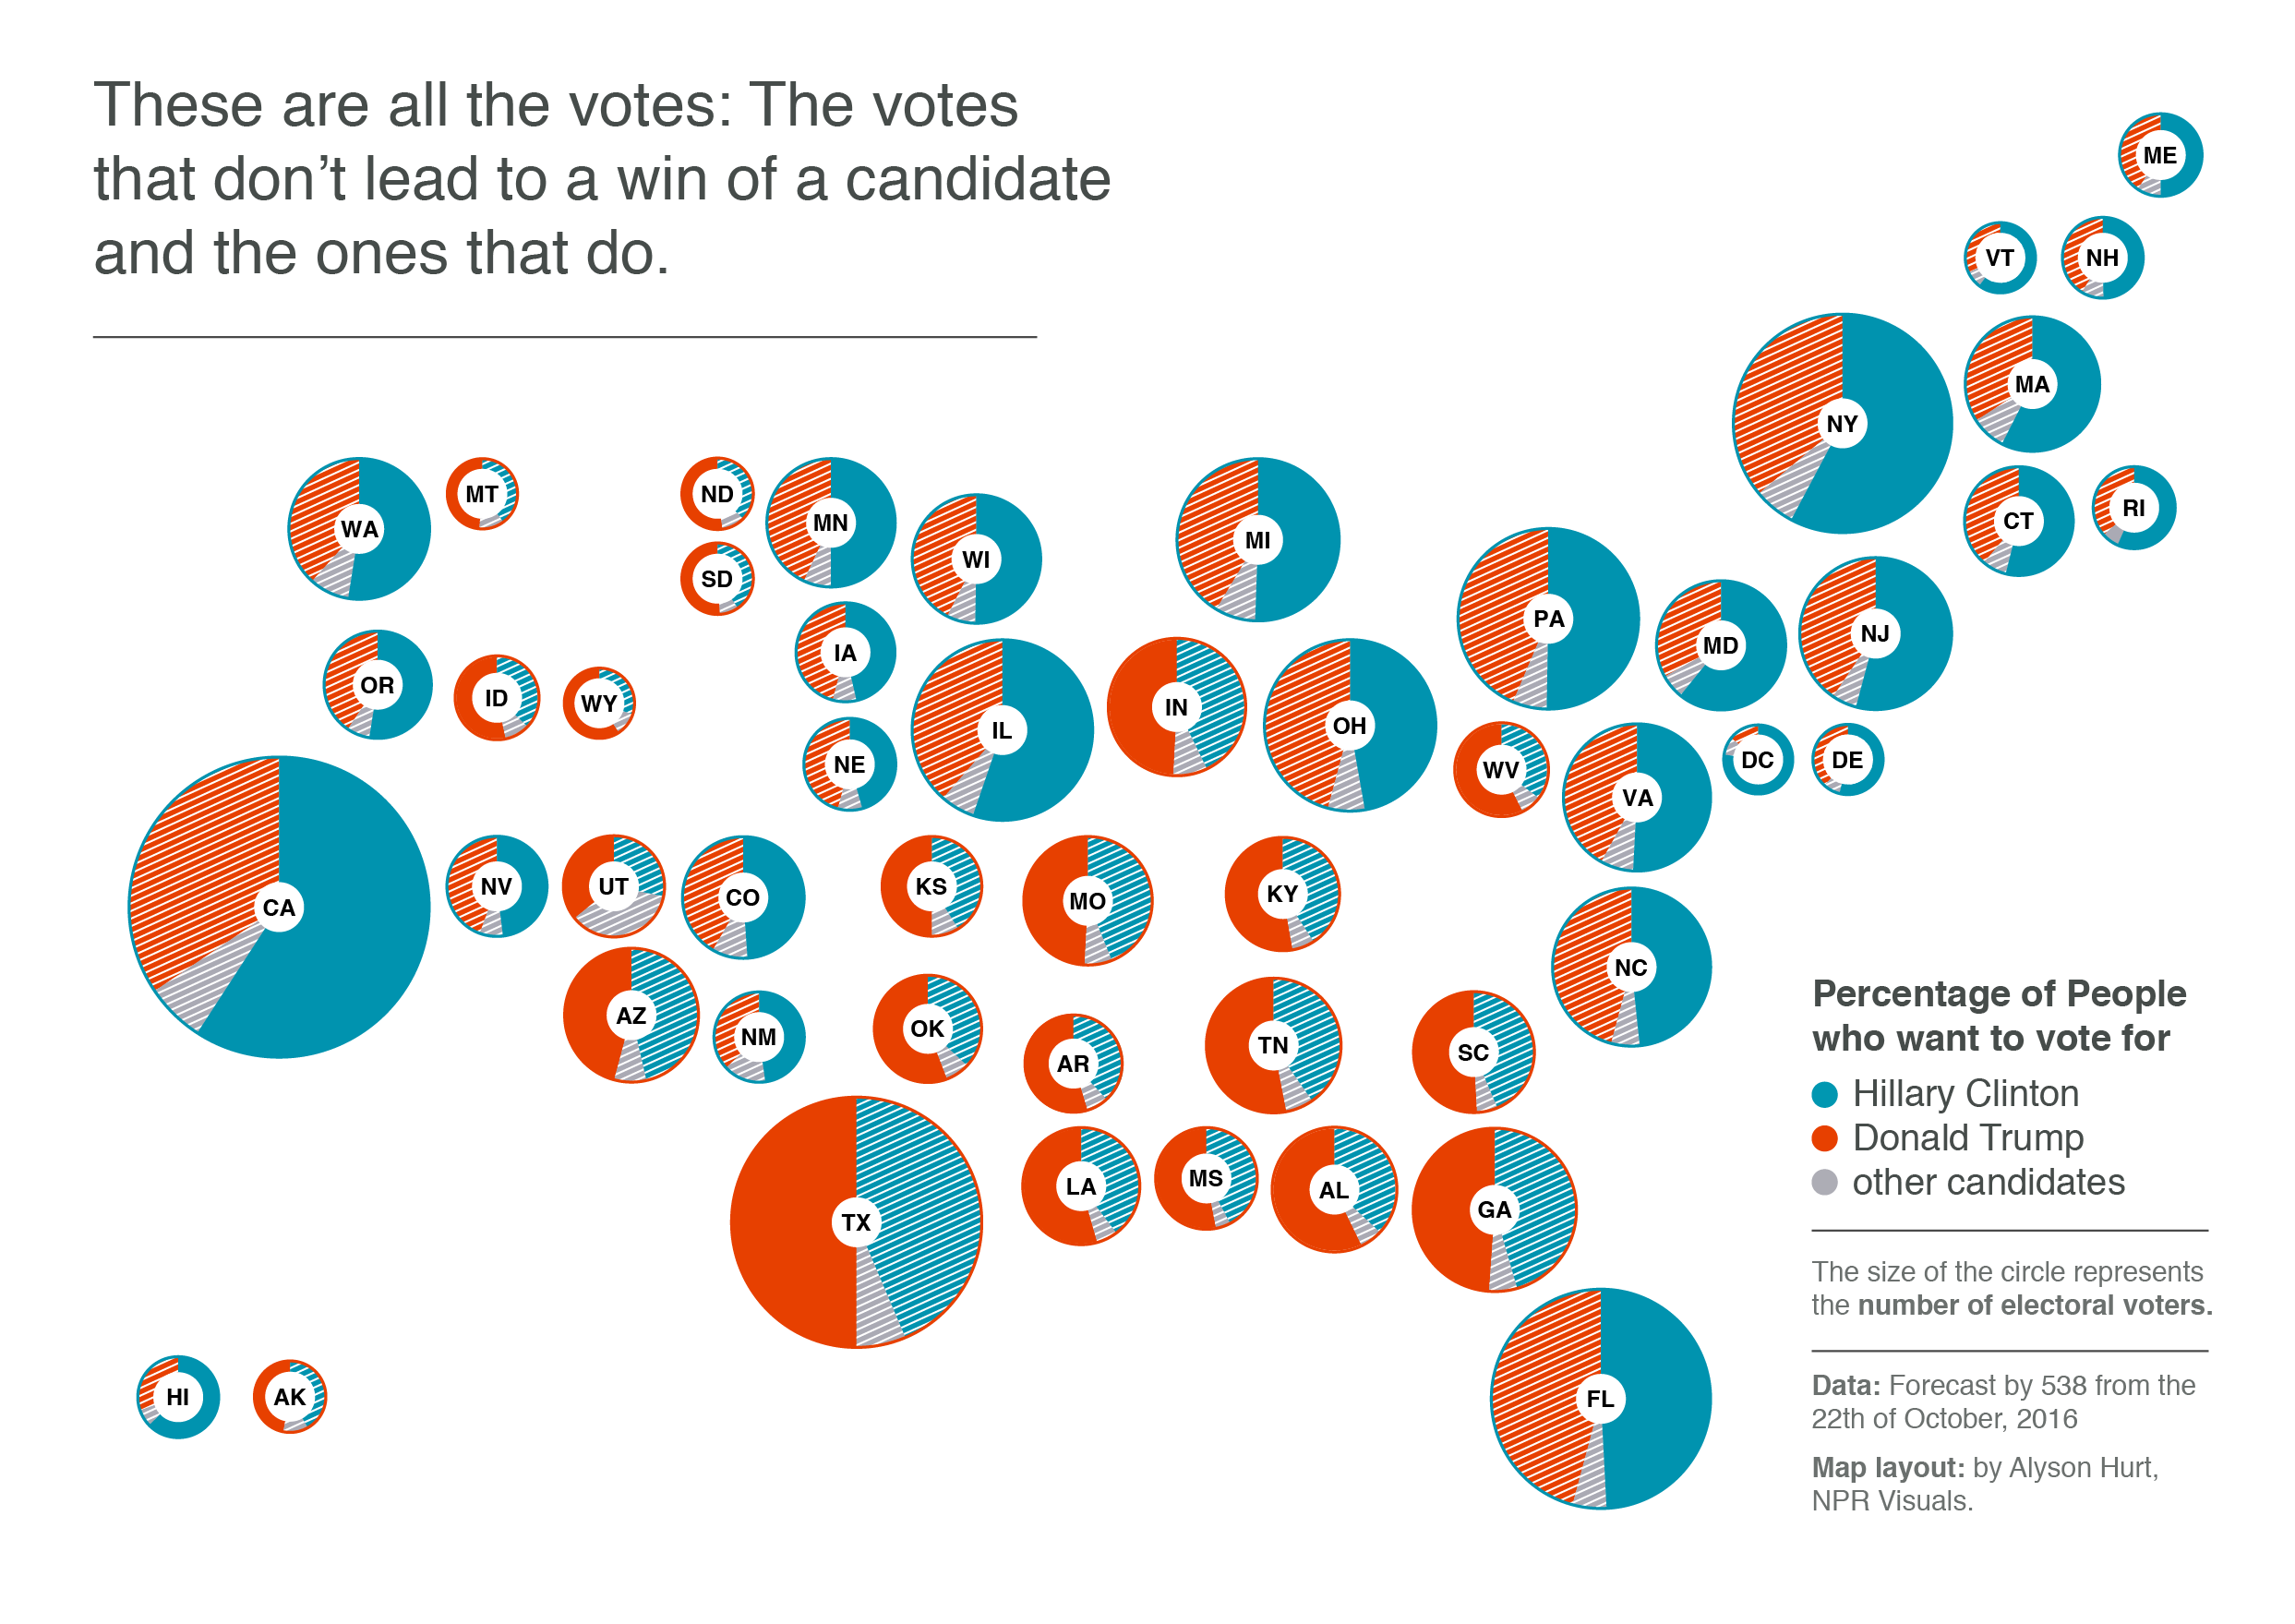 These are all the votes: The votes
that don’t lead to a win of a candidate
and the ones that do.
ME
VT
NH
NY
MA
WA
MT
ND
MN
WI
MI
CT
RI
SD
PA
MD
NJ
OR
ID
WY
IA
IL
IN
OH
NE
WV
VA
DC
DE
CA
NV
UT
CO
KS
MO
KY
NC
AZ
NM
OK
AR
TN
SC
TX
LA
MS
AL
GA
HI
AK
FL
Percentage of People
who want to vote for
Hillary Clinton
Donald Trump
other candidates
The size of the circle represents
the number of electoral voters.
Data: Forecast by 538 from the
22th of October, 2016
Map layout: by Alyson Hurt,
NPR Visuals.